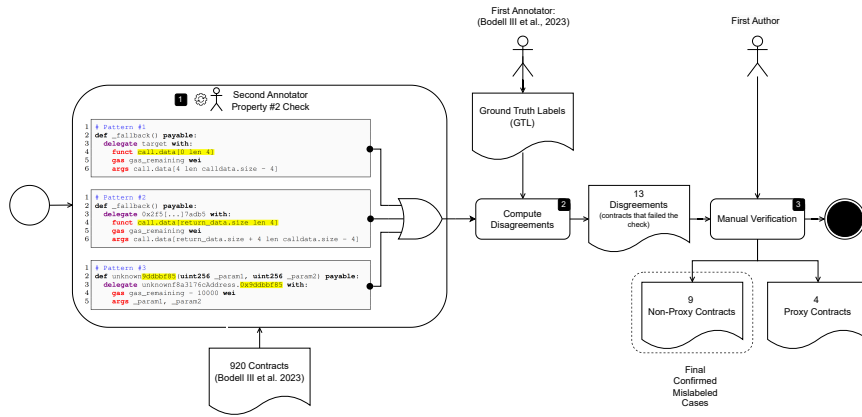 First Annotator:
(Bodell III et al., 2023)
First Author
1
Second Annotator
Property #2 Check
1 # Pattern #1
2 def _fallback() payable:
3 delegate target with:
4 funct call.data[0 len 4]
5 gas gas_remaining wei
6 args call.data[4 len calldata.size - 4]
1 # Pattern #2
2 def _fallback() payable:
3 delegate 0x2f5[...]7adb5 with:
4 funct call.data[return_data.size len 4]
5 gas gas_remaining wei
6 args call.data[return_data.size + 4 len calldata.size - 4]
1 # Pattern #3
2 def unknown9ddbbf85(uint256 _param1, uint256 _param2) payable:
3 delegate unknownf8a3176cAddress.0x9ddbbf85 with:
4 gas gas_remaining - 10000 wei
5 args _param1, _param2
Ground Truth Labels
(GTL)
2
Compute
Disagreements
13
Disgreements
(contracts that failed the
check)
3
Manual Verification
9
Non-Proxy Contracts
4
Proxy Contracts
920 Contracts
(Bodell III et al. 2023)
Final
Confirmed
Mislabeled
Cases